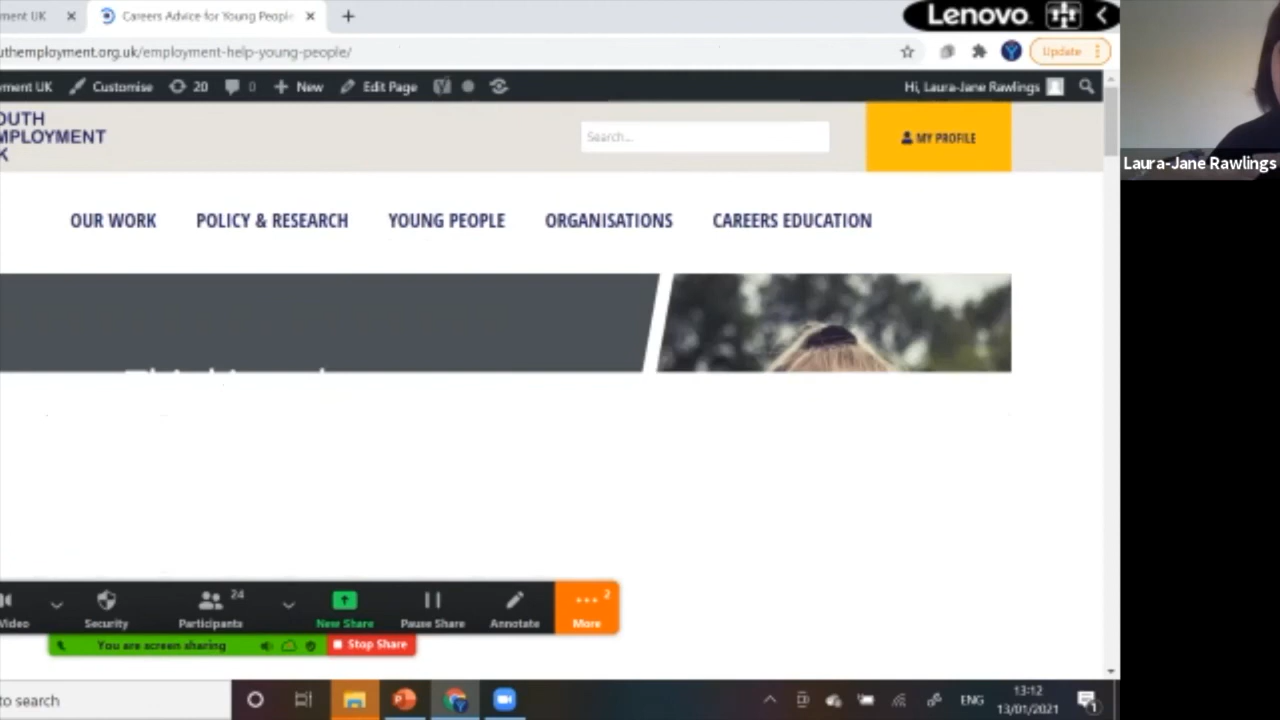 ment UK
Careers Advice for Young People
Lenovo
uthemployment.org.uk/employment-help-young-people/
Update
ment UK Customise 20 0 New Edit Page Hi, Laura-Jane Rawlings
OUTH
MPLOYMENT
K
Search...
MY PROFILE
Laura-Jane Rawlings
OUR WORK POLICY & RESEARCH YOUNG PEOPLE ORGANISATIONS CAREERS EDUCATION
24
2
Video Security Participants New Share Pause Share Annotate More
You are screen sharing Stop Share
to search
ENG
13:12
13/01/2021
1